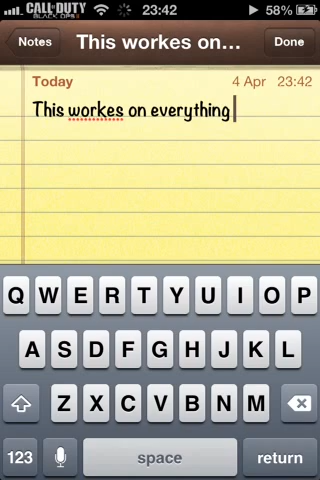 CALL OF DUTY 23:42 58%
BLACK OPS II
Notes This workes on... Done
Today 4 Apr 23:42
This workes on everything
Q W E R T Y U I O P
A S D F G H J K L
Z X C V B N M
123 space return